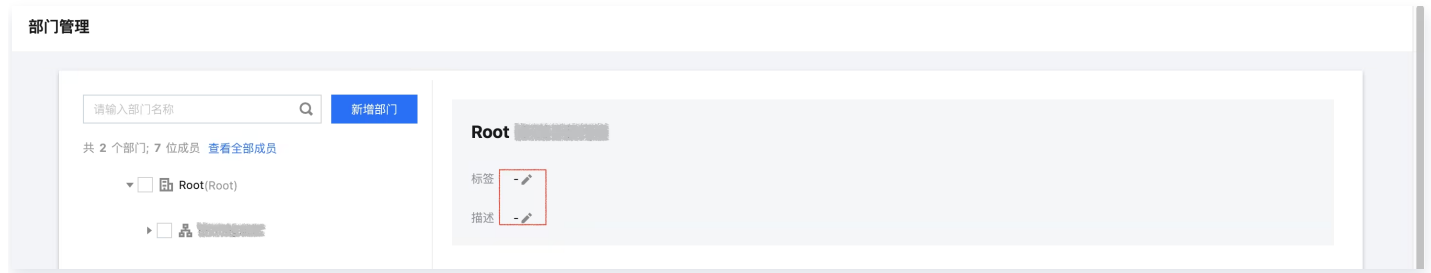 部门管理
请输入部门名称
新增部门
共 2 个部门; 7 位成员 查看全部成员
Root(Root)
Root
标签 -
描述 -